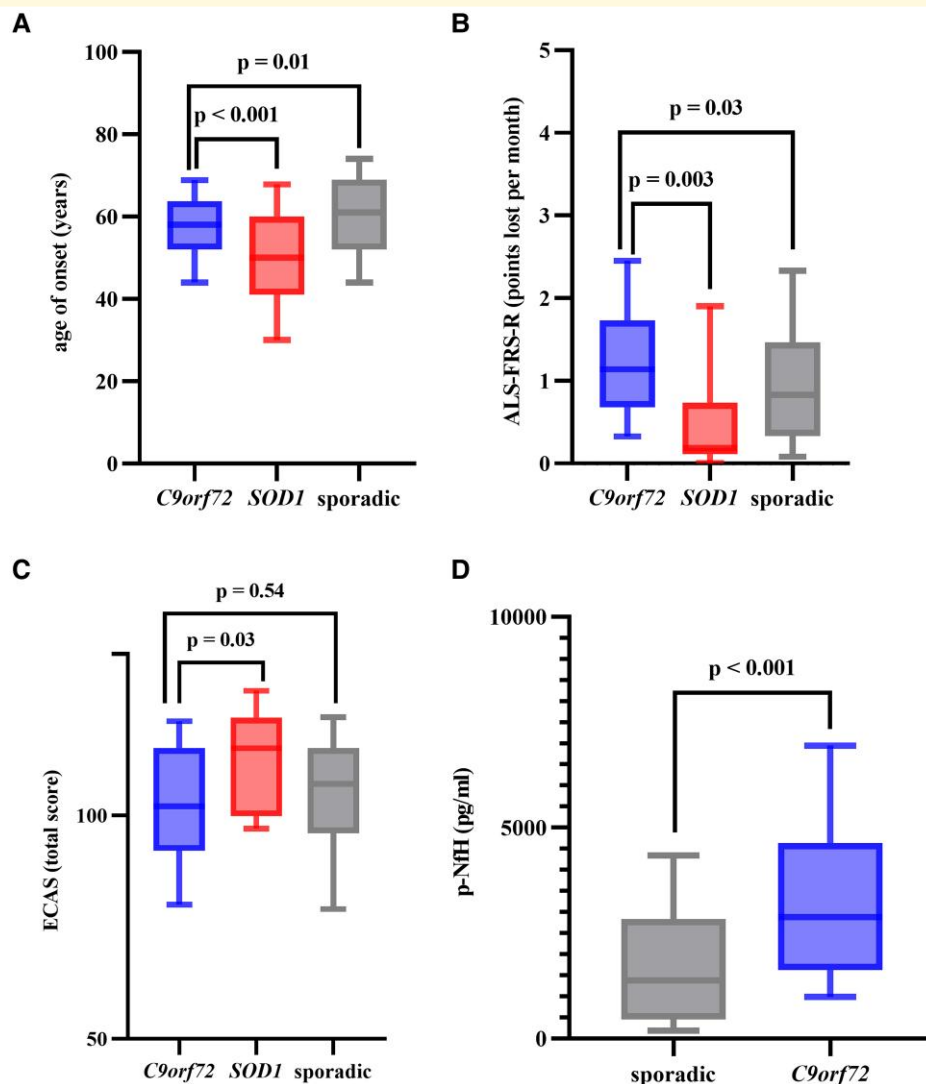 A
age of onset (years)
100
80
60
40
20
0
p = 0.01
p < 0.001
C9orf72 SOD1 sporadic
B
ALS-FRS-R (points lost per month)
5
4
3
2
1
0
p = 0.03
p = 0.003
C9orf72 SOD1 sporadic
C
ECAS (total score)
100
50
p = 0.54
p = 0.03
C9orf72 SOD1 sporadic
D
p-NfH (pg/ml)
10000
5000
0
p < 0.001
sporadic C9orf72